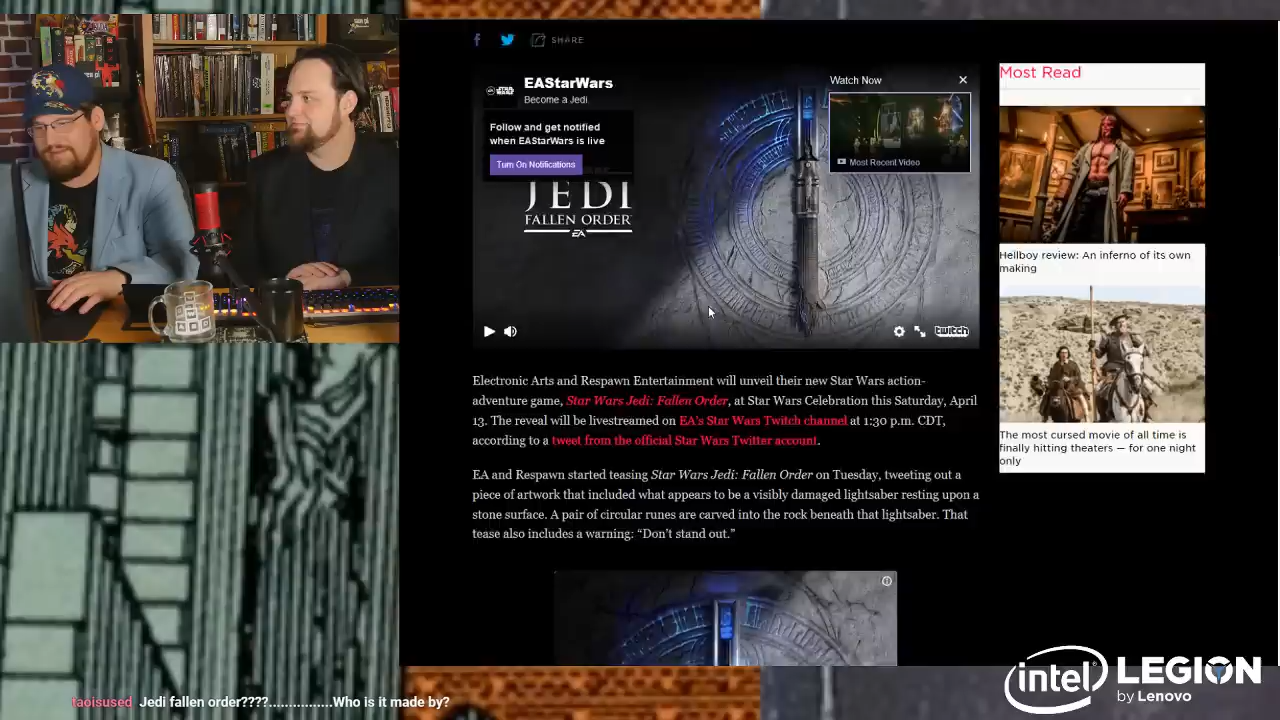 SHARE
EAStarWars
Become a Jedi
Follow and get notified
when EAStarWars is live
Turn On Notifications
Watch Now
Most Recent Video
JEDI
FALLEN ORDER
EA
twitch
Most Read
Hellboy review: An inferno of its own
making
The most cursed movie of all time is
finally hitting theaters — for one night
only
Electronic Arts and Respawn Entertainment will unveil their new Star Wars action-
adventure game, Star Wars Jedi: Fallen Order, at Star Wars Celebration this Saturday, April
13. The reveal will be livestreamed on EA's Star Wars Twitch channel at 1:30 p.m. CDT,
according to a tweet from the official Star Wars Twitter account.
EA and Respawn started teasing Star Wars Jedi: Fallen Order on Tuesday, tweeting out a
piece of artwork that included what appears to be a visibly damaged lightsaber resting upon a
stone surface. A pair of circular runes are carved into the rock beneath that lightsaber. That
tease also includes a warning: “Don’t stand out.”
taoisused Jedi fallen order????...............Who is it made by?
intel LEGION
by Lenovo